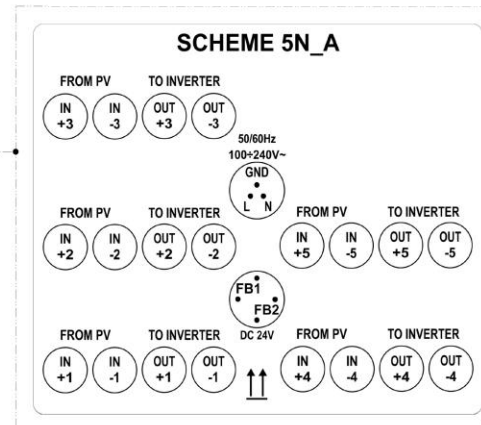 SCHEME 5N_A
FROM PV TO INVERTER
IN +3 IN -3 OUT +3 OUT -3
50/60Hz
100÷240V~
GND
L N
FROM PV TO INVERTER
IN +2 IN -2 OUT +2 OUT -2
FROM PV TO INVERTER
IN +5 IN -5 OUT +5 OUT -5
FB1
FB2
DC 24V
FROM PV TO INVERTER
IN +1 IN -1 OUT +1 OUT -1
FROM PV TO INVERTER
IN +4 IN -4 OUT +4 OUT -4